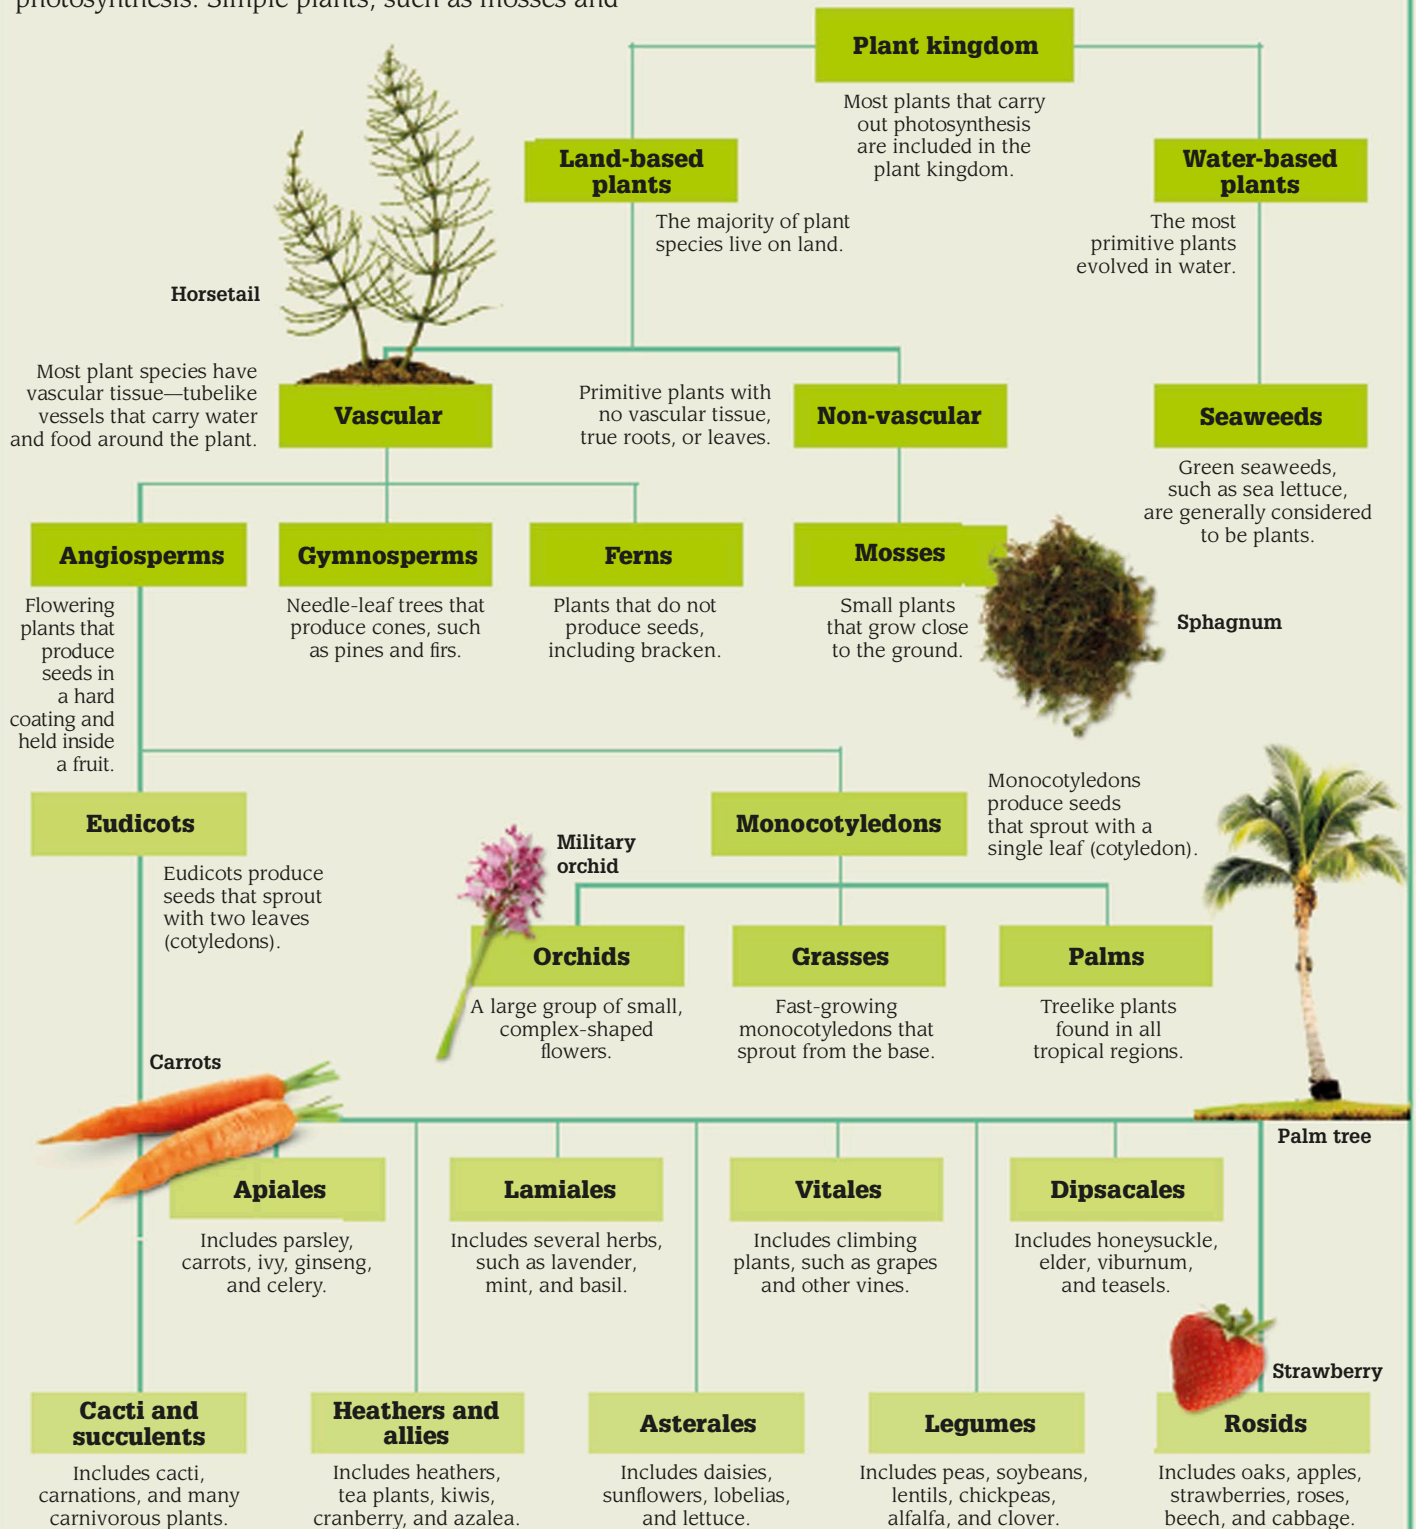 photosynthesis. Simple plants, such as mosses and
Plant kingdom
Most plants that carry
out photosynthesis
are included in the
plant kingdom.
Land-based
plants
The majority of plant
species live on land.
Water-based
plants
The most
primitive plants
evolved in water.
Horsetail
Most plant species have
vascular tissue—tubelike
vessels that carry water
and food around the plant.
Vascular
Primitive plants with
no vascular tissue,
true roots, or leaves.
Non-vascular
Seaweeds
Green seaweeds,
such as sea lettuce,
are generally considered
to be plants.
Angiosperms
Flowering
plants that
produce
seeds in
a hard
coating and
held inside
a fruit.
Gymnosperms
Needle-leaf trees that
produce cones, such
as pines and firs.
Ferns
Plants that do not
produce seeds,
including bracken.
Mosses
Small plants
that grow close
to the ground.
Sphagnum
Eudicots
Eudicots produce
seeds that sprout
with two leaves
(cotyledons).
Military
orchid
Monocotyledons
Monocotyledons
produce seeds
that sprout with a
single leaf (cotyledon).
Orchids
A large group of small,
complex-shaped
flowers.
Grasses
Fast-growing
monocotyledons that
sprout from the base.
Palms
Treelike plants
found in all
tropical regions.
Palm tree
Carrots
Apiales
Includes parsley,
carrots, ivy, ginseng,
and celery.
Lamiales
Includes several herbs,
such as lavender,
mint, and basil.
Vitales
Includes climbing
plants, such as grapes
and other vines.
Dipsacales
Includes honeysuckle,
elder, viburnum,
and teasels.
Strawberry
Cacti and
succulents
Includes cacti,
carnations, and many
carnivorous plants.
Heathers and
allies
Includes heathers,
tea plants, kiwis,
cranberry, and azalea.
Asterales
Includes daisies,
sunflowers, lobelias,
and lettuce.
Legumes
Includes peas, soybeans,
lentils, chickpeas,
alfalfa, and clover.
Rosids
Includes oaks, apples,
strawberries, roses,
beech, and cabbage.